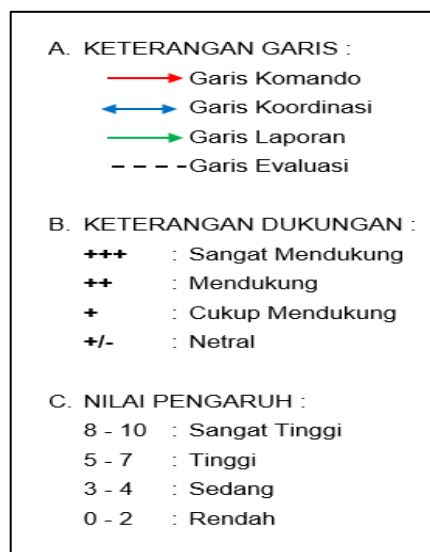 A. KETERANGAN GARIS :
Garis Komando
Garis Koordinasi
Garis Laporan
Garis Evaluasi
B. KETERANGAN DUKUNGAN :
+++ : Sangat Mendukung
++ : Mendukung
+ : Cukup Mendukung
+/- : Netral
C. NILAI PENGARUH :
8 - 10 : Sangat Tinggi
5 - 7 : Tinggi
3 - 4 : Sedang
0 - 2 : Rendah